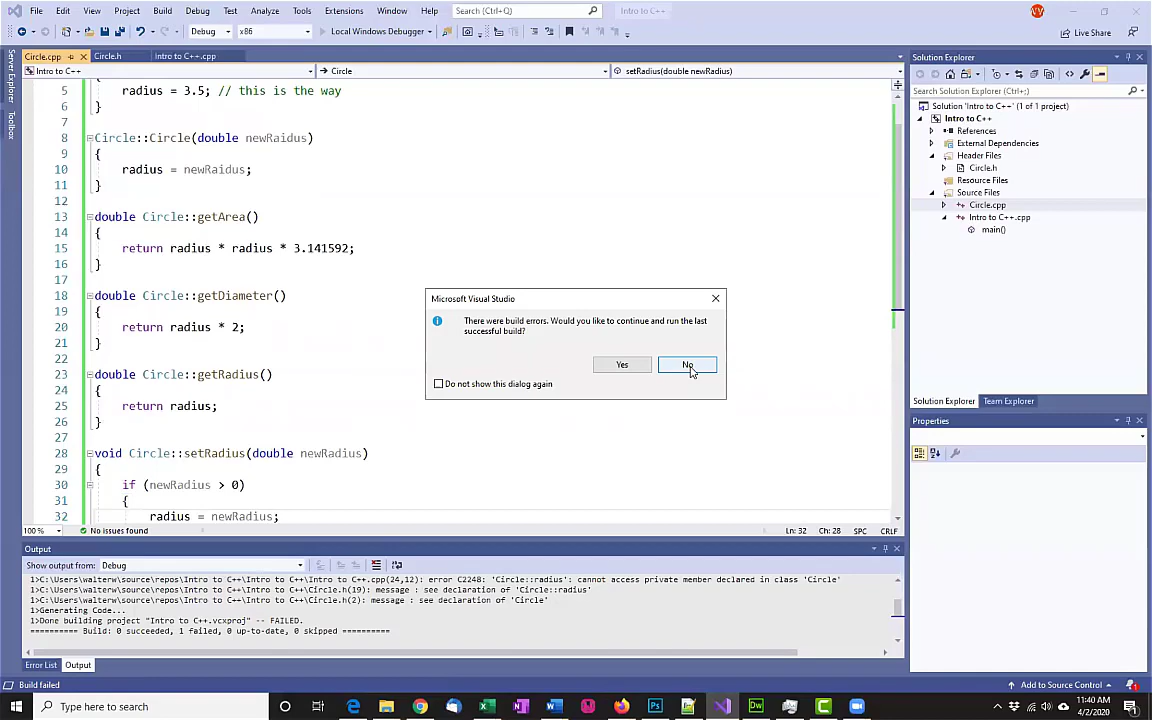 File Edit View Project Build Debug Test Analyze Tools Extensions Window Help Search (Ctrl+Q) Intro to C++ WV
Debug x86 Local Windows Debugger Live Share
Server Explorer
Toolbox
Circle.cpp Circle.h Intro to C++.cpp
Intro to C++ Circle setRadius(double newRadius)
5 radius = 3.5; // this is the way
6 }
7
8 Circle::Circle(double newRaidus)
9 {
10 radius = newRaidus;
11 }
12
13 double Circle::getArea()
14 {
15 return radius * radius * 3.141592;
16 }
17
18 double Circle::getDiameter()
19 {
20 return radius * 2;
21 }
22
23 double Circle::getRadius()
24 {
25 return radius;
26 }
27
28 void Circle::setRadius(double newRadius)
29 {
30 if (newRadius > 0)
31 {
32 radius = newRadius;
100 % No issues found Ln: 32 Ch: 28 SPC CRLF
Microsoft Visual Studio
There were build errors. Would you like to continue and run the last
successful build?
Yes No
Do not show this dialog again
Output
Show output from: Debug
1>C:\Users\walterw\source\repos\Intro to C++\Intro to C++\Intro to C++.cpp(24,12): error C2248: 'Circle::radius': cannot access private member declared in class 'Circle'
1>C:\Users\walterw\source\repos\Intro to C++\Intro to C++\Circle.h(19): message : see declaration of 'Circle::radius'
1>C:\Users\walterw\source\repos\Intro to C++\Intro to C++\Circle.h(2): message : see declaration of 'Circle'
1>Generating Code...
1>Done building project "Intro to C++.vcxproj" -- FAILED.
========== Build: 0 succeeded, 1 failed, 0 up-to-date, 0 skipped ==========
Error List Output
Solution Explorer
Search Solution Explorer (Ctrl+;)
Solution 'Intro to C++' (1 of 1 project)
Intro to C++
References
External Dependencies
Header Files
Circle.h
Resource Files
Source Files
Circle.cpp
Intro to C++.cpp
main()
Solution Explorer Team Explorer
Properties
Build failed Add to Source Control
Type here to search 11:40 AM
4/2/2020